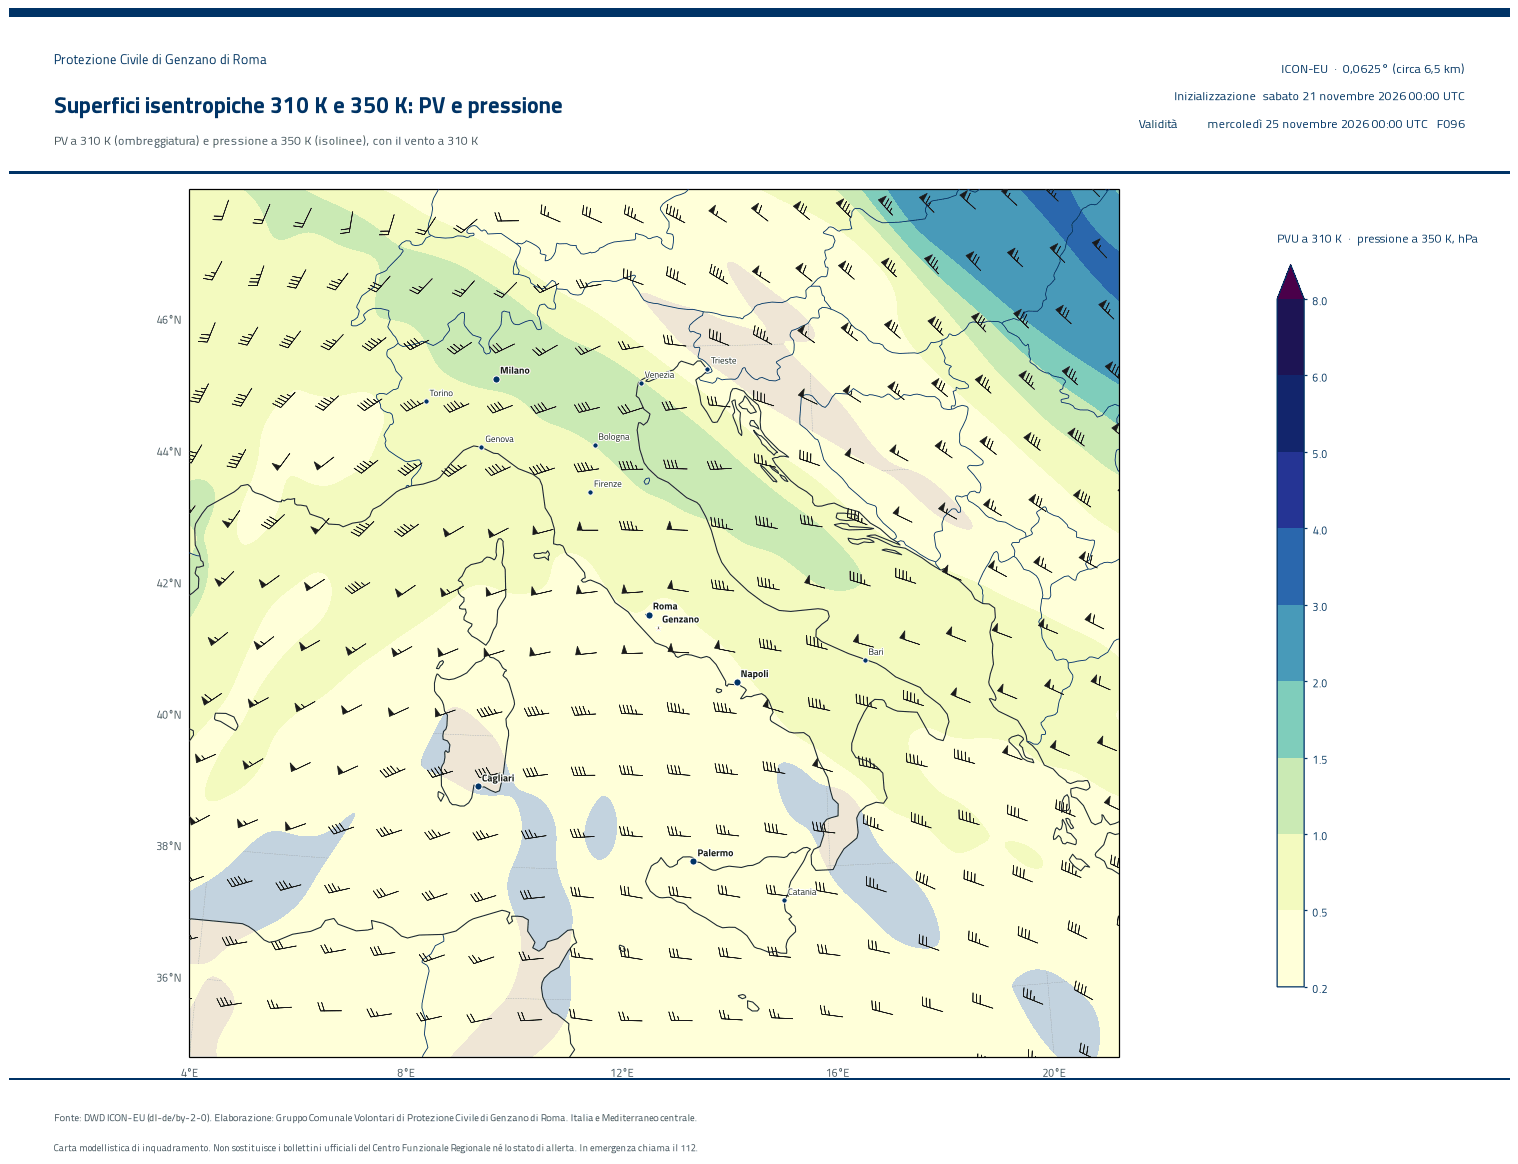 Protezione Civile di Genzano di Roma
Superfici isentropiche 310 K e 350 K: PV e pressione
PV a 310 K (ombreggiatura) e pressione a 350 K (isolinee), con il vento a 310 K
ICON-EU · 0,0625° (circa 6,5 km)
Inizializzazione sabato 21 novembre 2026 00:00 UTC
Validità mercoledì 25 novembre 2026 00:00 UTC F096
PVU a 310 K · pressione a 350 K, hPa
8.0
6.0
5.0
4.0
3.0
2.0
1.5
1.0
0.5
0.2
46°N
44°N
42°N
40°N
38°N
36°N
4°E
8°E
12°E
16°E
20°E
Trieste
Milano
Venezia
Torino
Bologna
Genova
Firenze
Roma
Genzano
Bari
Napoli
Cagliari
Palermo
Catania
Fonte: DWD ICON-EU (dl-de/by-2-0). Elaborazione: Gruppo Comunale Volontari di Protezione Civile di Genzano di Roma. Italia e Mediterraneo centrale.
Carta modellistica di inquadramento. Non sostituisce i bollettini ufficiali del Centro Funzionale Regionale né lo stato di allerta. In emergenza chiama il 112.